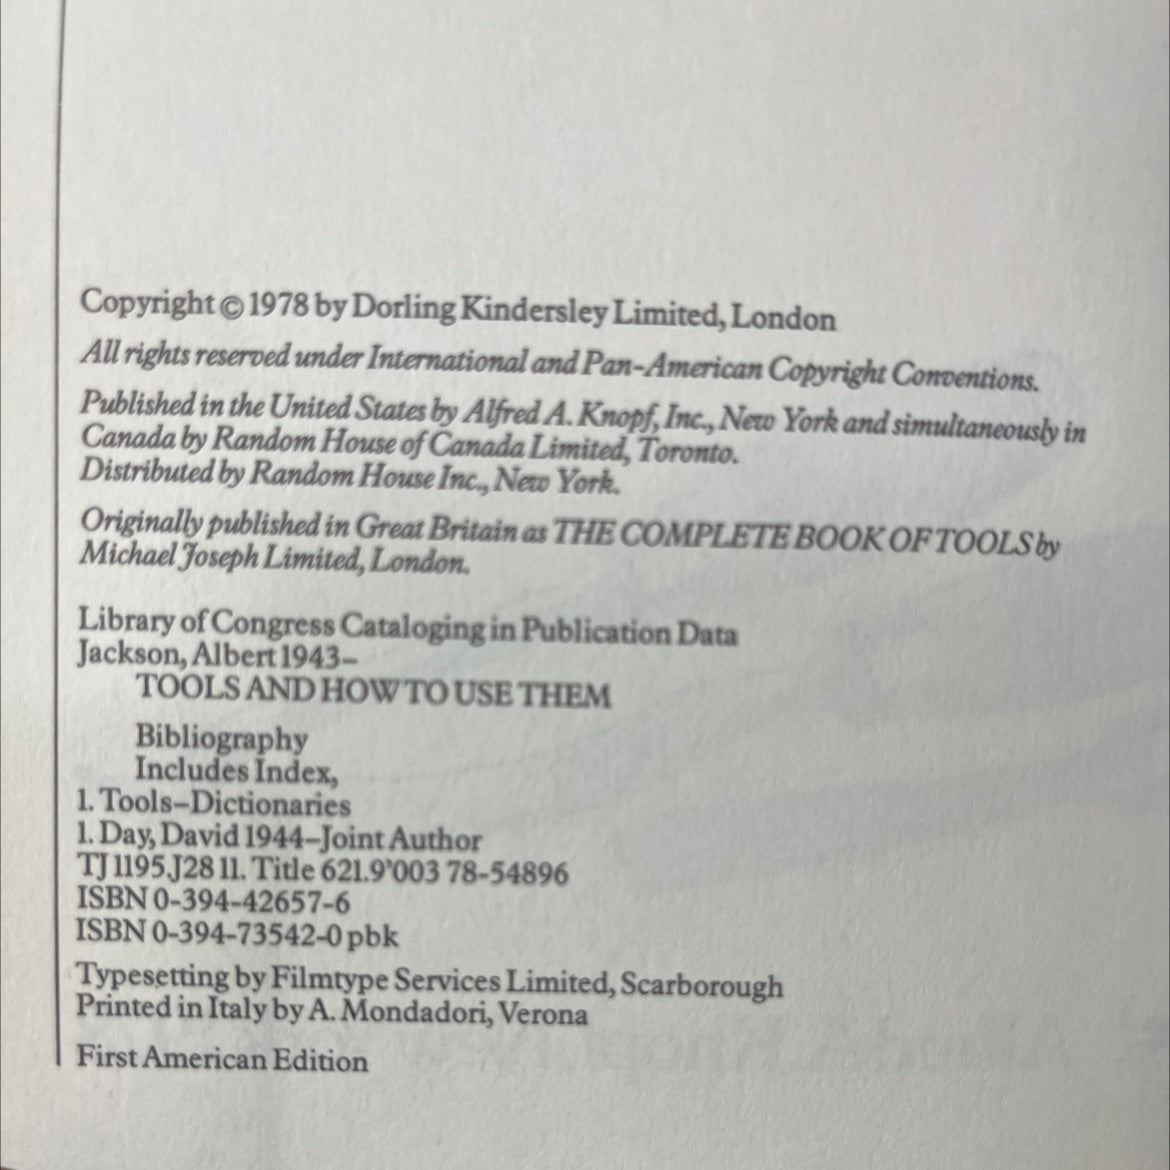 Copyright © 1978 by Dorling Kindersley Limited, London
All rights reserved under International and Pan-American Copyright Conventions.
Published in the United States by Alfred A. Knopf, Inc., New York and simultaneously in
Canada by Random House of Canada Limited, Toronto.
Distributed by Random House Inc., New York.
Originally published in Great Britain as THE COMPLETE BOOK OF TOOLS by
Michael Joseph Limited, London.
Library of Congress Cataloging in Publication Data
Jackson, Albert 1943–
TOOLS AND HOW TO USE THEM
Bibliography
Includes Index,
1. Tools–Dictionaries
1. Day, David 1944–Joint Author
TJ 1195.J28 11. Title 621.9'003 78-54896
ISBN 0-394-42657-6
ISBN 0-394-73542-0 pbk
Typesetting by Filmtype Services Limited, Scarborough
Printed in Italy by A. Mondadori, Verona
First American Edition